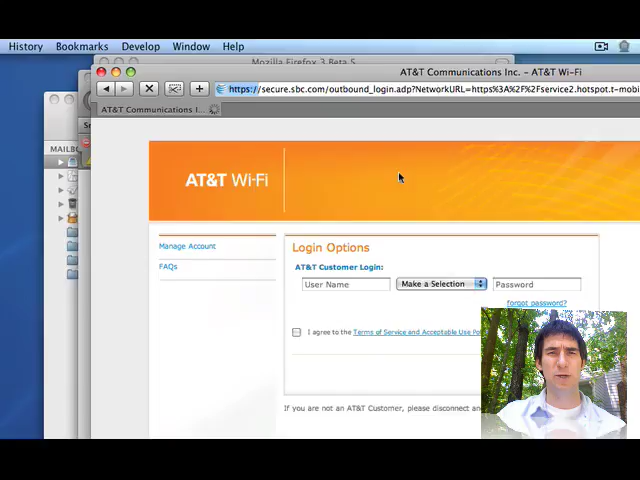 History Bookmarks Develop Window Help
Mozilla Firefox 3 Beta 5
AT&T Communications Inc. - AT&T Wi-Fi
https://secure.sbc.com/outbound_login.adp?NetworkURL=https%3A%2F%2Fservice2.hotspot.t-mobi
AT&T Communications I...
MAILBO
AT&T Wi-Fi
Manage Account
FAQs
Login Options
AT&T Customer Login:
User Name Make a Selection Password
forgot password?
I agree to the Terms of Service and Acceptable Use Pol
If you are not an AT&T Customer, please disconnect an